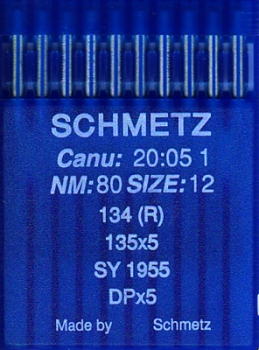 SCHMETZ
Canu: 20:05 1
NM:80 SIZE:12
134 (R)
135x5
SY 1955
DPx5
Made by Schmetz